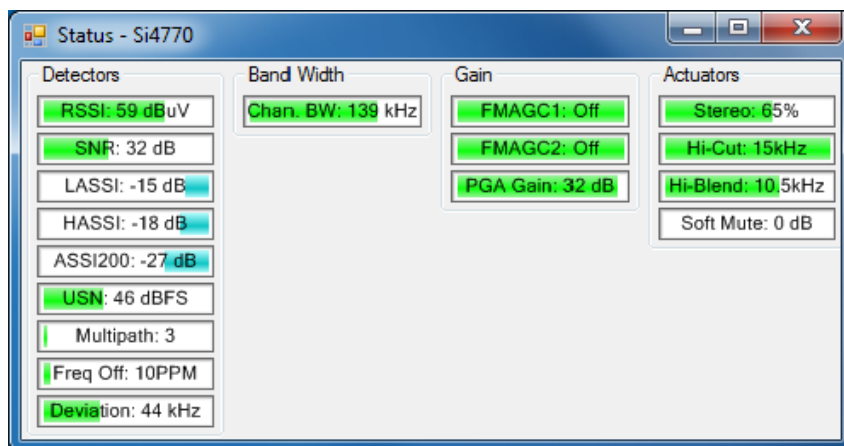 Status - Si4770
Detectors
RSSI: 59 dBuV
SNR: 32 dB
LASSI: -15 dB
HASSI: -18 dB
ASSI200: -27 dB
USN: 46 dBFS
Multipath: 3
Freq Off: 10PPM
Deviation: 44 kHz
Band Width
Chan. BW: 139 kHz
Gain
FMAGC1: Off
FMAGC2: Off
PGA Gain: 32 dB
Actuators
Stereo: 65%
Hi-Cut: 15kHz
Hi-Blend: 10.5kHz
Soft Mute: 0 dB